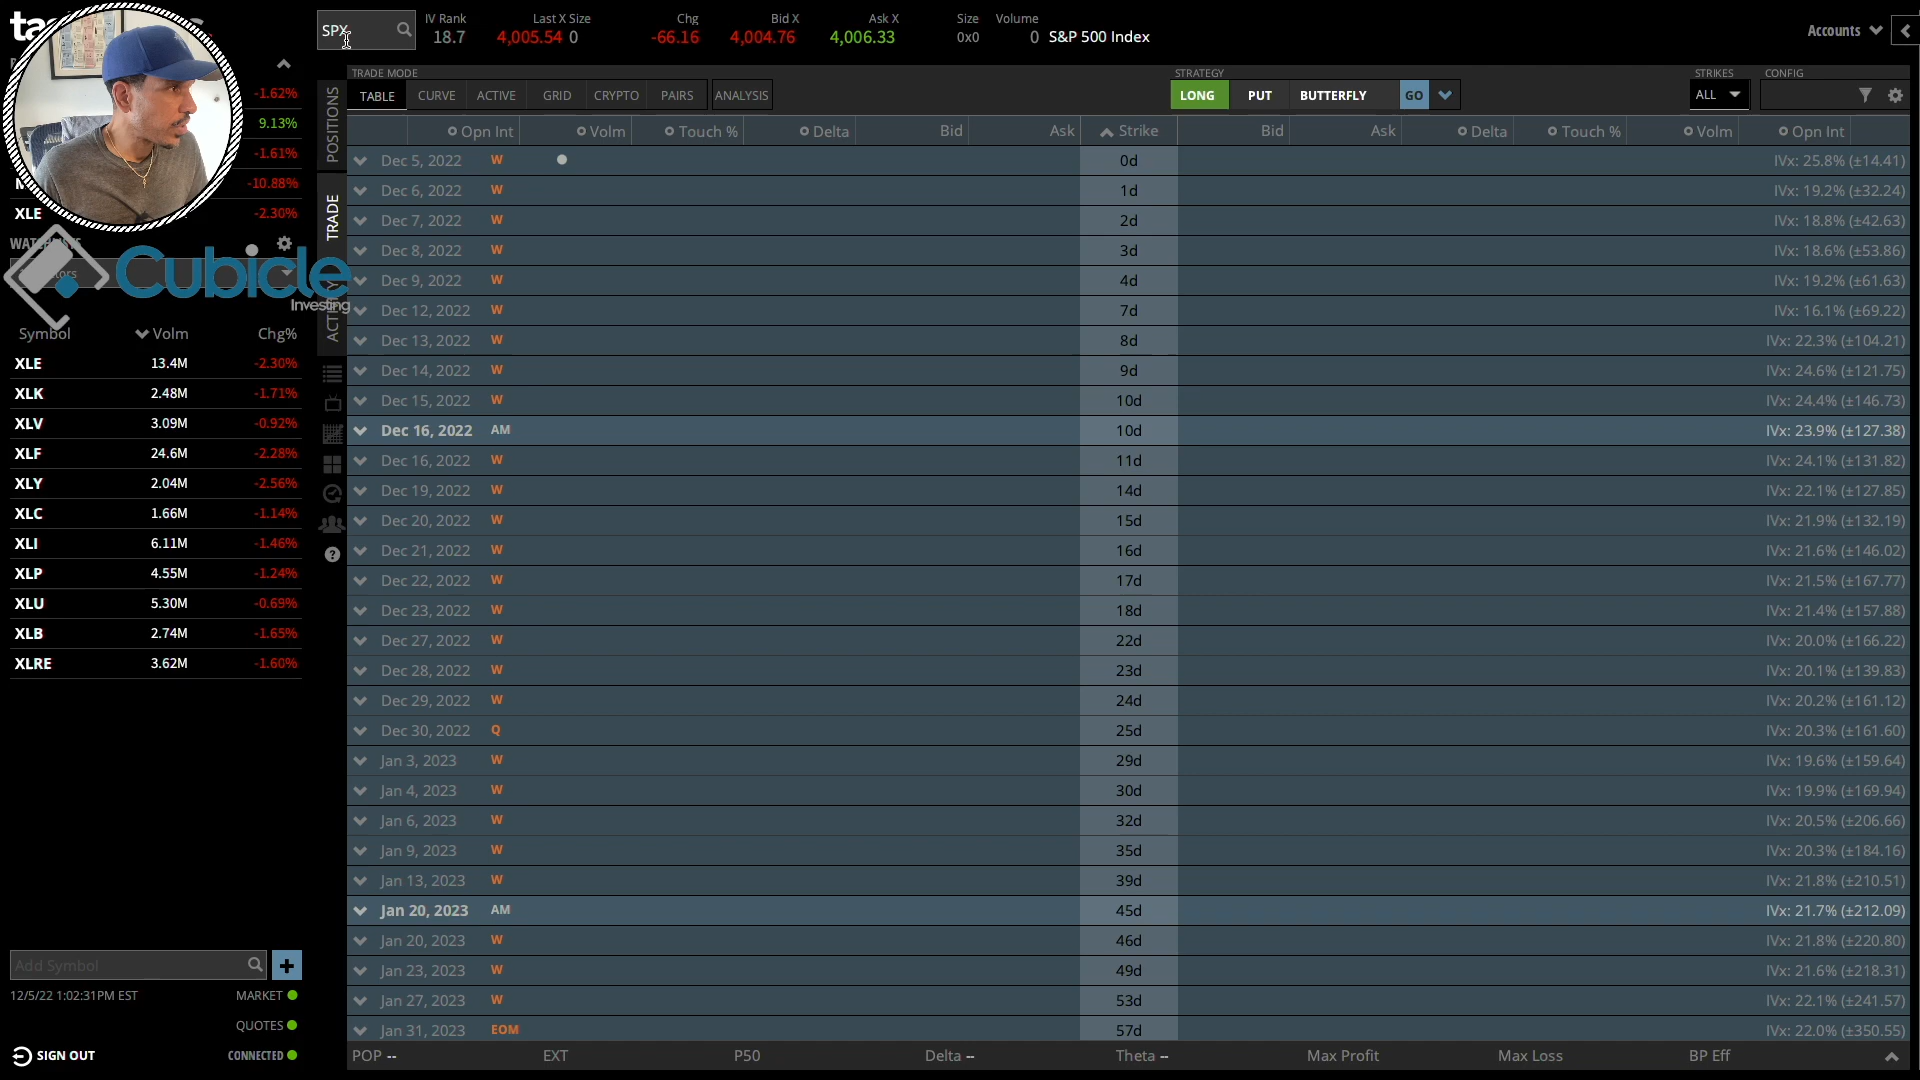 SPX
IV Rank Last X Size Chg Bid X Ask X Size Volume
18.7 4,005.54 0 -66.16 4,004.76 4,006.33 0x0 0 S&P 500 Index
Accounts
TRADE MODE STRATEGY STRIKES CONFIG
TABLE CURVE ACTIVE GRID CRYPTO PAIRS ANALYSIS LONG PUT BUTTERFLY GO ALL
Opn Int Volm Touch % Delta Bid Ask Strike Bid Ask Delta Touch % Volm Opn Int
POSITIONS
TRADE
-1.62%
9.13%
-1.61%
-10.88%
XLE -2.30%
Cubicle
Investing
Symbol Volm Chg%
XLE 13.4M -2.30%
XLK 2.48M -1.71%
XLV 3.09M -0.92%
XLF 24.6M -2.28%
XLY 2.04M -2.56%
XLC 1.66M -1.14%
XLI 6.11M -1.46%
XLP 4.55M -1.24%
XLU 5.30M -0.69%
XLB 2.74M -1.65%
XLRE 3.62M -1.60%
Add Symbol
12/5/22 1:02:31PM EST MARKET
QUOTES
SIGN OUT CONNECTED
Dec 5, 2022 W 0d IVx: 25.8% (±14.41)
Dec 6, 2022 W 1d IVx: 19.2% (±32.24)
Dec 7, 2022 W 2d IVx: 18.8% (±42.63)
Dec 8, 2022 W 3d IVx: 18.6% (±53.86)
Dec 9, 2022 W 4d IVx: 19.2% (±61.63)
Dec 12, 2022 W 7d IVx: 16.1% (±69.22)
Dec 13, 2022 W 8d IVx: 22.3% (±104.21)
Dec 14, 2022 W 9d IVx: 24.6% (±121.75)
Dec 15, 2022 W 10d IVx: 24.4% (±146.73)
Dec 16, 2022 AM 10d IVx: 23.9% (±127.38)
Dec 16, 2022 W 11d IVx: 24.1% (±131.82)
Dec 19, 2022 W 14d IVx: 22.1% (±127.85)
Dec 20, 2022 W 15d IVx: 21.9% (±132.19)
Dec 21, 2022 W 16d IVx: 21.6% (±146.02)
Dec 22, 2022 W 17d IVx: 21.5% (±167.77)
Dec 23, 2022 W 18d IVx: 21.4% (±157.88)
Dec 27, 2022 W 22d IVx: 20.0% (±166.22)
Dec 28, 2022 W 23d IVx: 20.1% (±139.83)
Dec 29, 2022 W 24d IVx: 20.2% (±161.12)
Dec 30, 2022 Q 25d IVx: 20.3% (±161.60)
Jan 3, 2023 W 29d IVx: 19.6% (±159.64)
Jan 4, 2023 W 30d IVx: 19.9% (±169.94)
Jan 6, 2023 W 32d IVx: 20.5% (±206.66)
Jan 9, 2023 W 35d IVx: 20.3% (±184.16)
Jan 13, 2023 W 39d IVx: 21.8% (±210.51)
Jan 20, 2023 AM 45d IVx: 21.7% (±212.09)
Jan 20, 2023 W 46d IVx: 21.8% (±220.80)
Jan 23, 2023 W 49d IVx: 21.6% (±218.31)
Jan 27, 2023 W 53d IVx: 22.1% (±241.57)
Jan 31, 2023 EOM 57d IVx: 22.0% (±350.55)
POP -- EXT P50 Delta -- Theta -- Max Profit Max Loss BP Eff